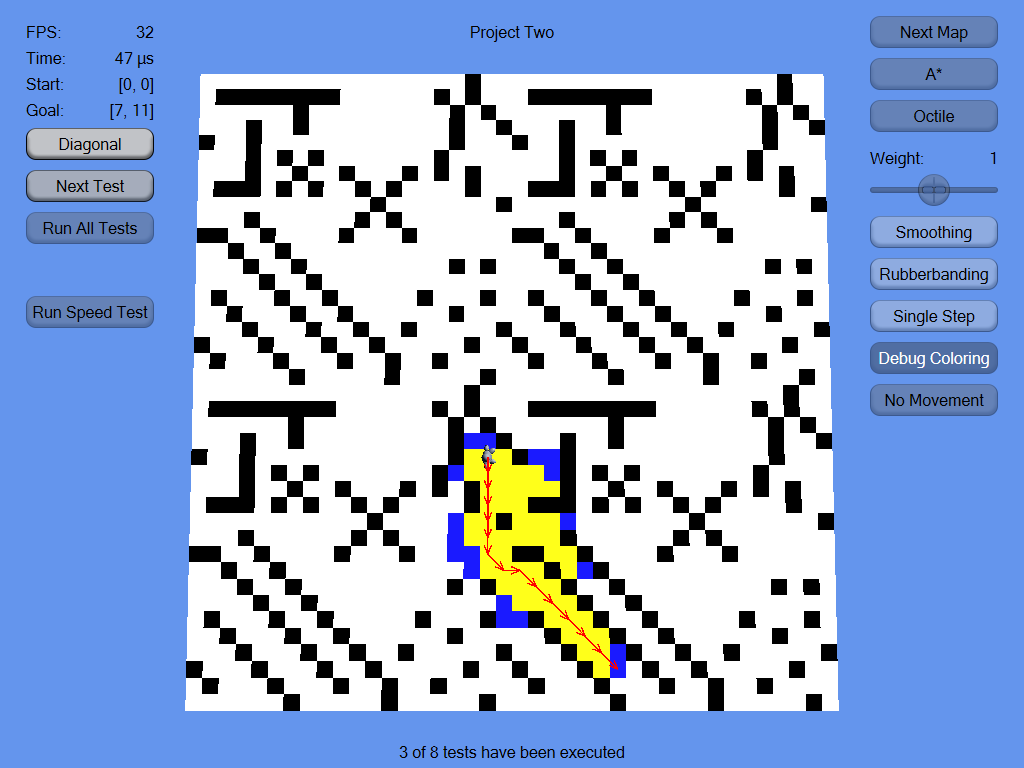 FPS: 32
Time: 47 µs
Start: [0, 0]
Goal: [7, 11]
Diagonal
Next Test
Run All Tests
Run Speed Test
Project Two
Next Map
A*
Octile
Weight: 1
Smoothing
Rubberbanding
Single Step
Debug Coloring
No Movement
3 of 8 tests have been executed